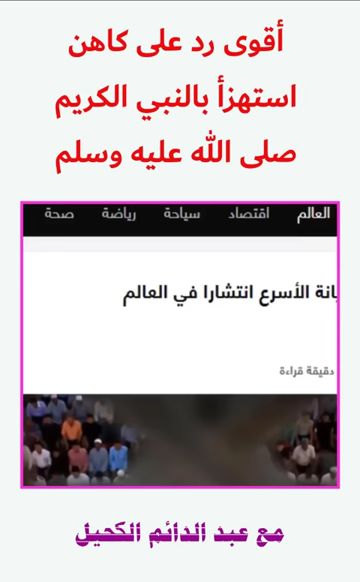 أقوى رد على كاهن
استهزأ بالنبي الكريم
صلى الله عليه وسلم
العالم اقتصاد سياحة رياضة صحة
الأسرع انتشارا في العالم
دقيقة قراءة
مع عبد الدائم الكحيل